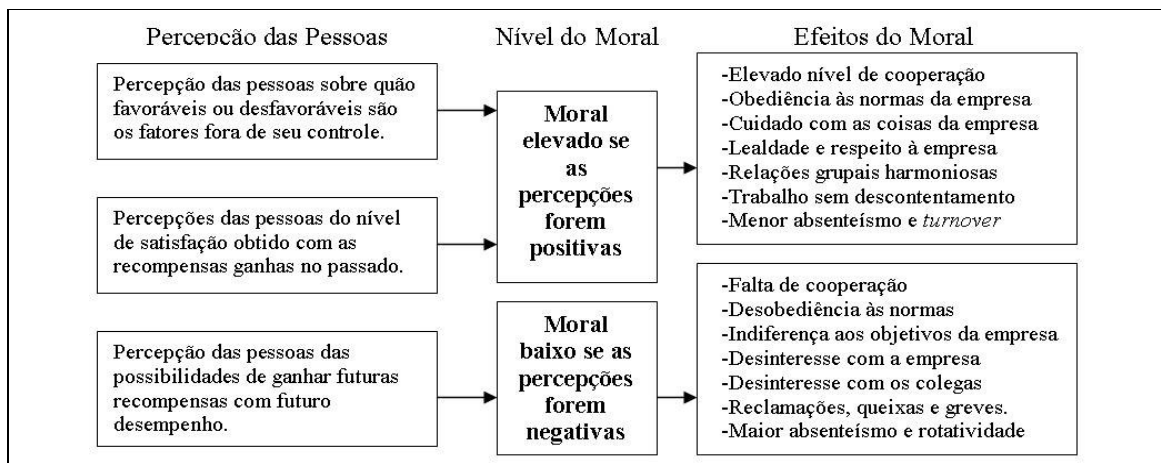 Percepção das Pessoas
Percepção das pessoas sobre quão
favoráveis ou desfavoráveis são
os fatores fora de seu controle.
Percepções das pessoas do nível
de satisfação obtido com as
recompensas ganhas no passado.
Percepção das pessoas das
possibilidades de ganhar futuras
recompensas com futuro
desempenho.
Nível do Moral
Moral
elevado se
as
percepções
forem
positivas
Moral
baixo se as
percepções
forem
negativas
Efeitos do Moral
-Elevado nível de cooperação
-Obediência às normas da empresa
-Cuidado com as coisas da empresa
-Lealdade e respeito à empresa
-Relações grupais harmoniosas
-Trabalho sem descontentamento
-Menor absenteísmo e turnover
-Falta de cooperação
-Desobediência às normas
-Indiferença aos objetivos da empresa
-Desinteresse com a empresa
-Desinteresse com os colegas
-Reclamações, queixas e greves.
-Maior absenteísmo e rotatividade